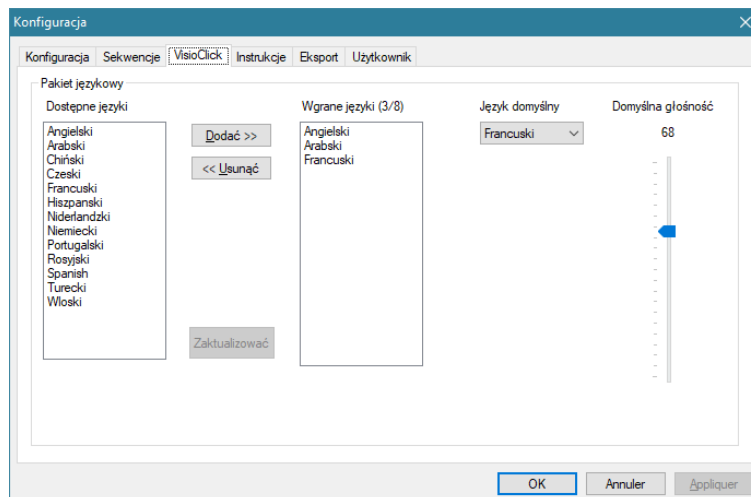 Konfiguracja
Konfiguracja Sekwencje VisioClick Instrukcje Eksport Użytkownik
Pakiet językowy
Dostępne języki
Angielski
Arabski
Chiński
Czeski
Francuski
Hiszpanski
Niderlandzki
Niemiecki
Portugalski
Rosyjski
Spanish
Turecki
Wloski
Dodać >>
<< Usunąć
Zaktualizować
Wgrane języki (3/8)
Angielski
Arabski
Francuski
Język domyślny
Francuski
Domyślna głośność
68
OK Annuler Appliquer